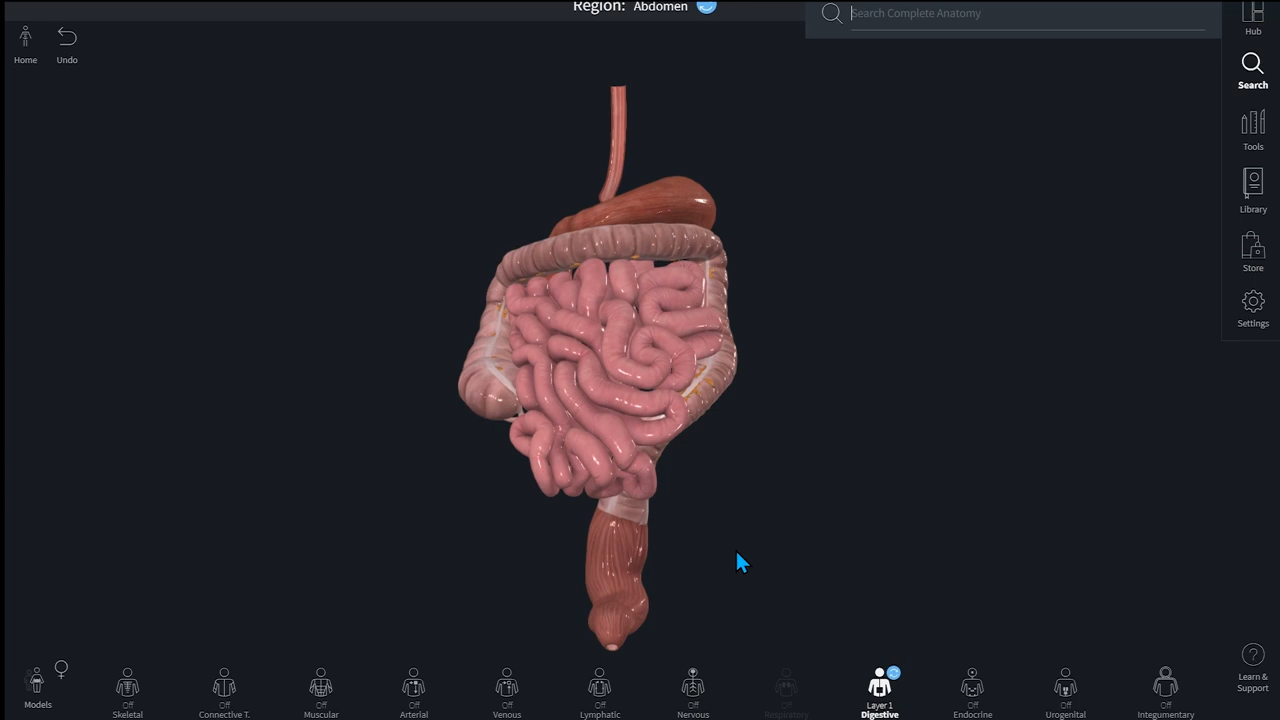 Region: Abdomen
Search Complete Anatomy
Home
Undo
Hub
Search
Tools
Library
Store
Settings
Learn &
Support
Models
Off
Skeletal
Off
Connective T.
Off
Muscular
Off
Arterial
Off
Venous
Off
Lymphatic
Off
Nervous
Off
Respiratory
Layer 1
Digestive
Off
Endocrine
Off
Urogenital
Off
Integumentary